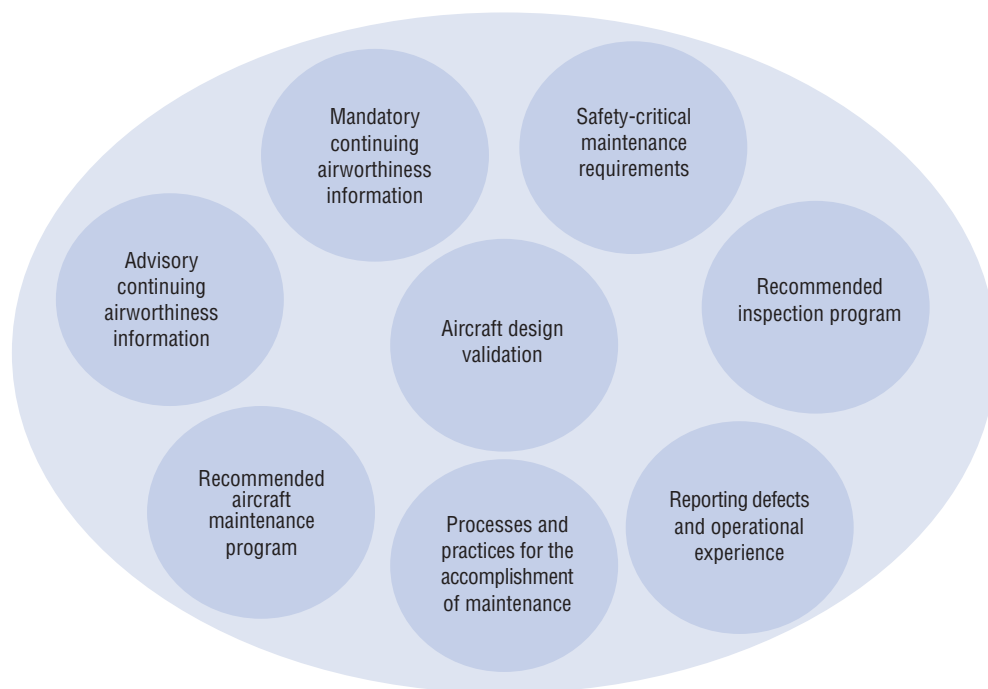 Mandatory
continuing
airworthiness
information
Safety-critical
maintenance
requirements
Advisory
continuing
airworthiness
information
Aircraft design
validation
Recommended
inspection program
Recommended
aircraft
maintenance
program
Processes and
practices for the
accomplishment
of maintenance
Reporting defects
and operational
experience